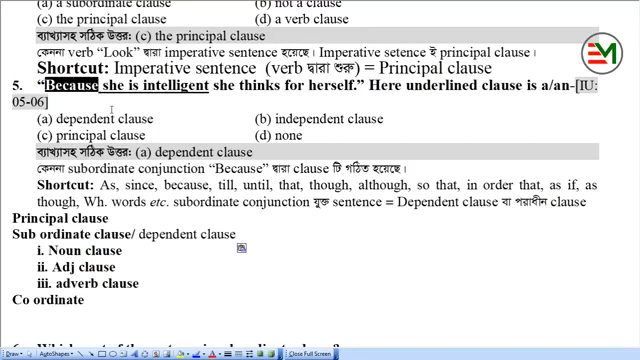 (a) a subordinate clause (b) not a clause
(c) the principal clause (d) a verb clause
ব্যাখ্যাসহ সঠিক উত্তর: (c) the principal clause
কেননা verb “Look” দ্বারা imperative sentence হয়েছে। Imperative setence ই principal clause।
Shortcut: Imperative sentence (verb দ্বারা শুরু) = Principal clause
5. “Because she is intelligent she thinks for herself.” Here underlined clause is a/an-[IU:
05-06]
(a) dependent clause (b) independent clause
(c) principal clause (d) none
ব্যাখ্যাসহ সঠিক উত্তর: (a) dependent clause
কেননা subordinate conjunction “Because” দ্বারা clause টি গঠিত হয়েছে।
Shortcut: As, since, because, till, until, that, though, although, so that, in order that, as if, as
though, Wh. words etc. subordinate conjunction যুক্ত sentence = Dependent clause বা পরাধীন clause
Principal clause
Sub ordinate clause/ dependent clause
i. Noun clause
ii. Adj clause
iii. adverb clause
Co ordinate
Draw AutoShapes Close Full Screen